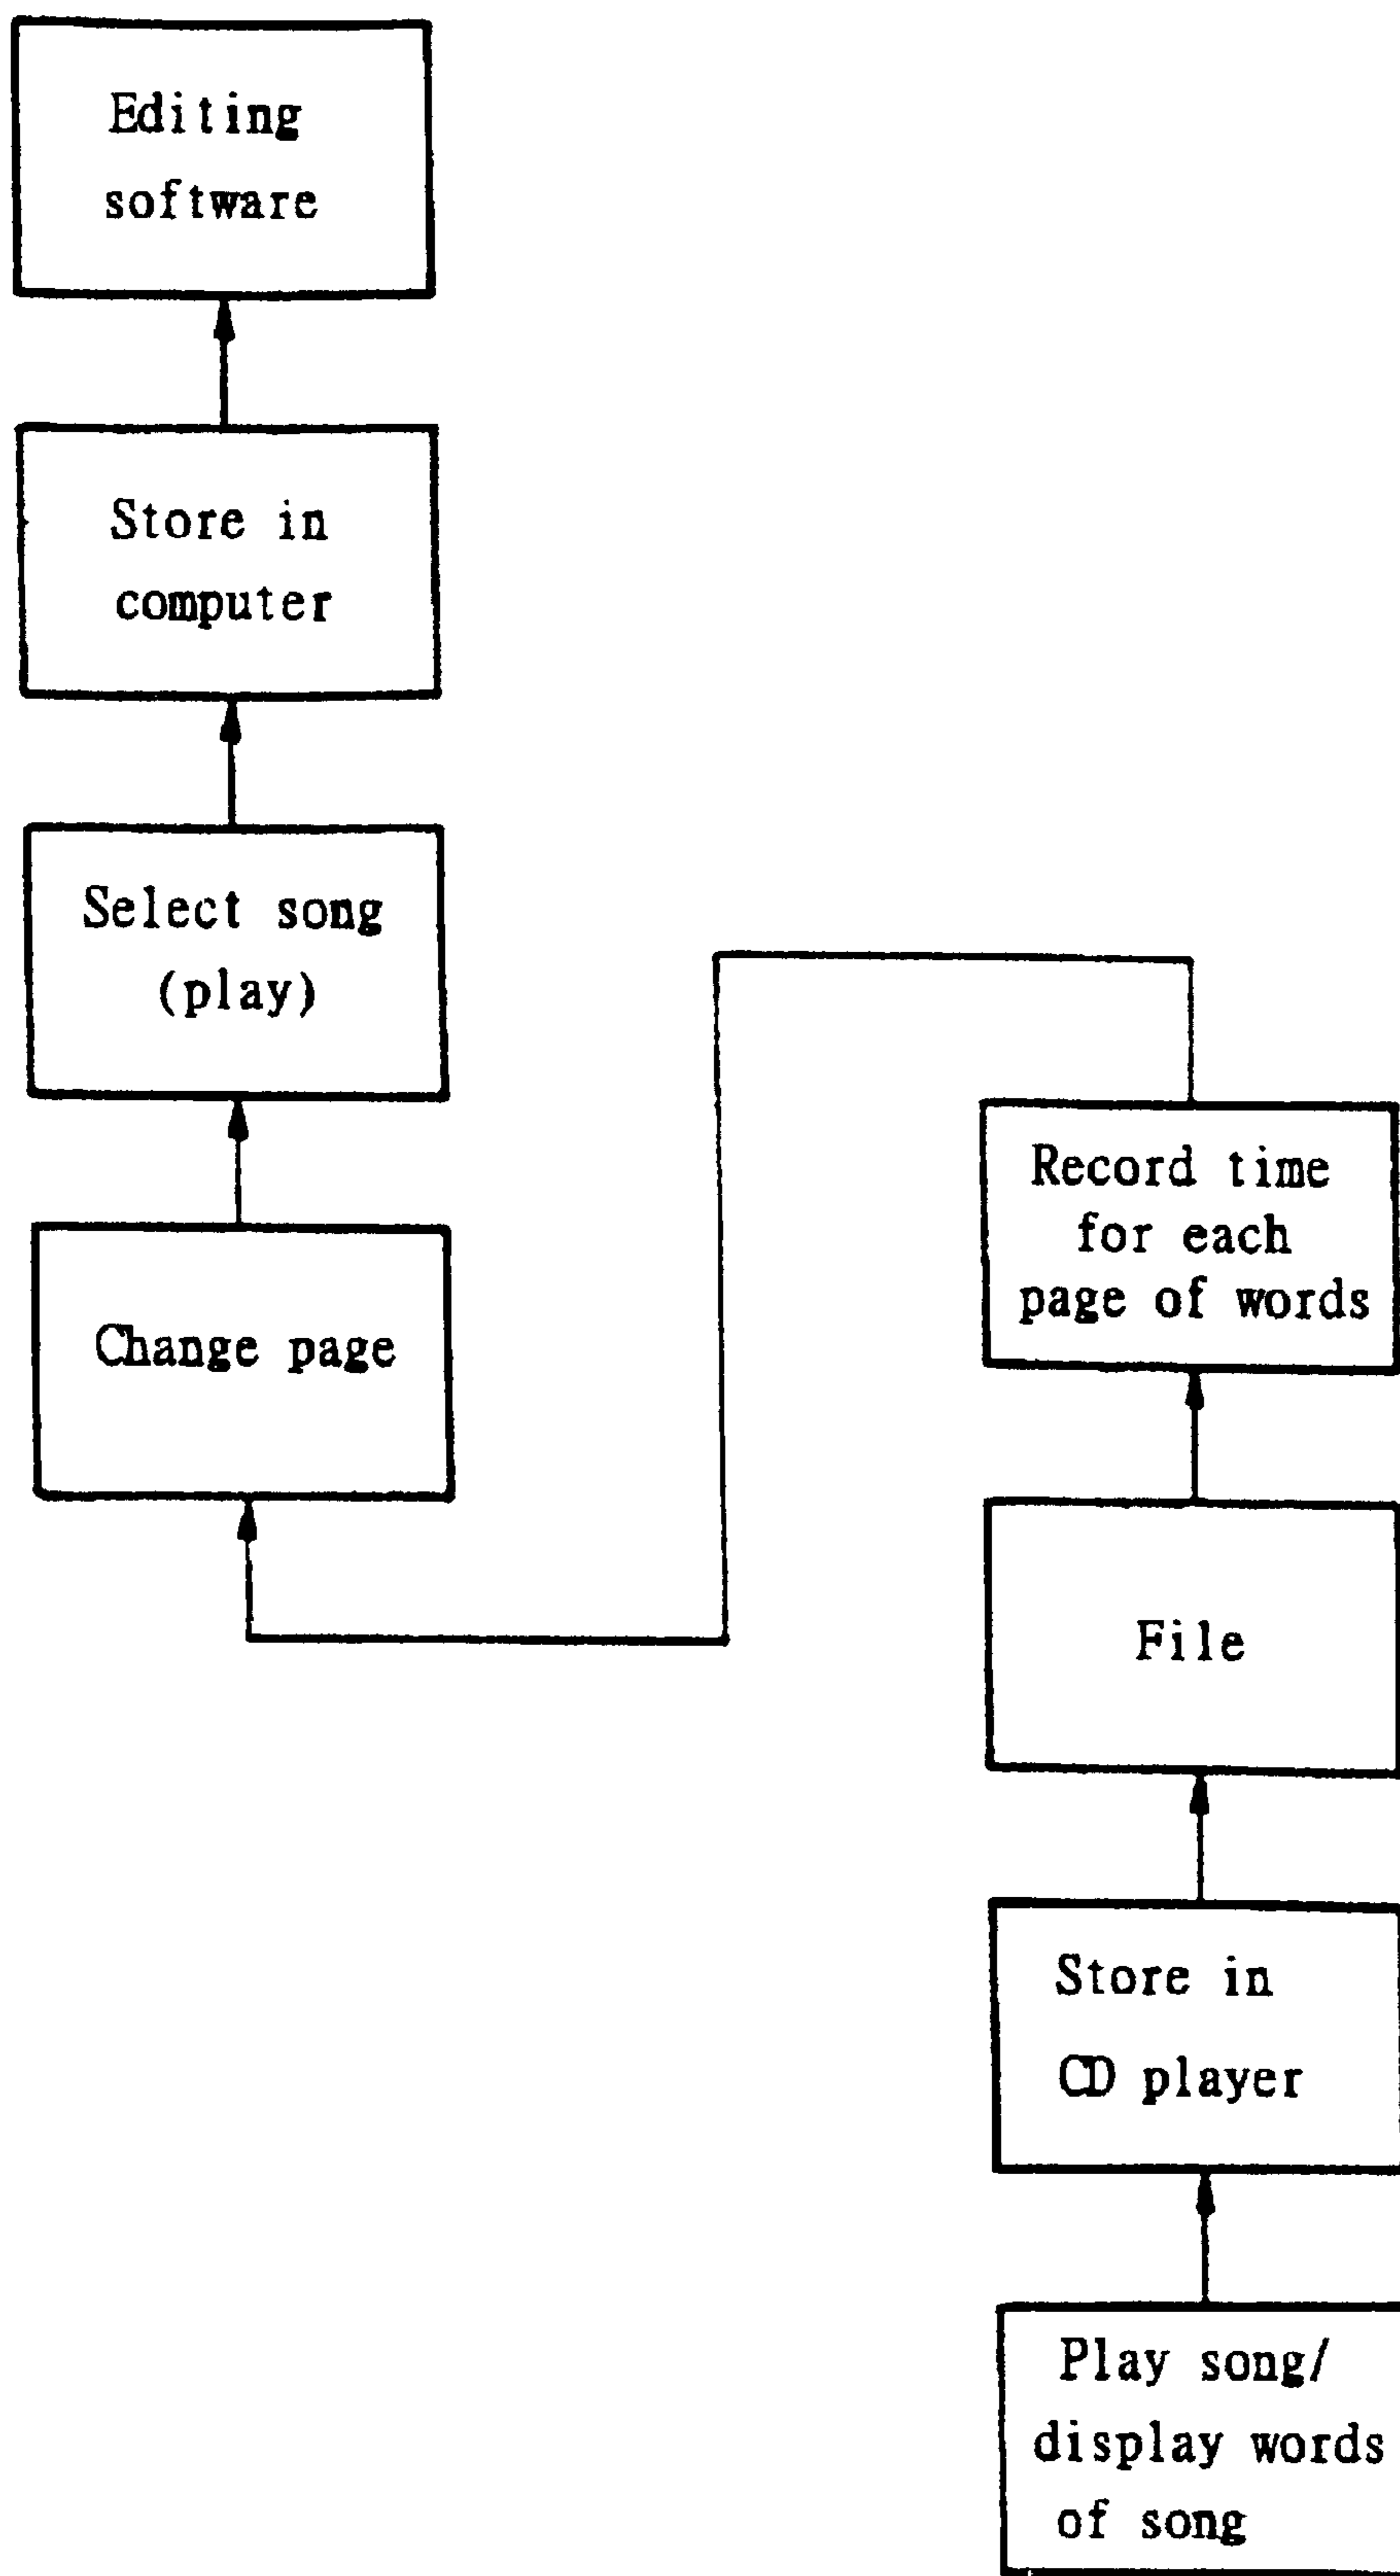 Editing
software
Store in
computer
Select song
(play)
Change page
Record time
for each
page of words
File
Store in
CD player
Play song/
display words
of song